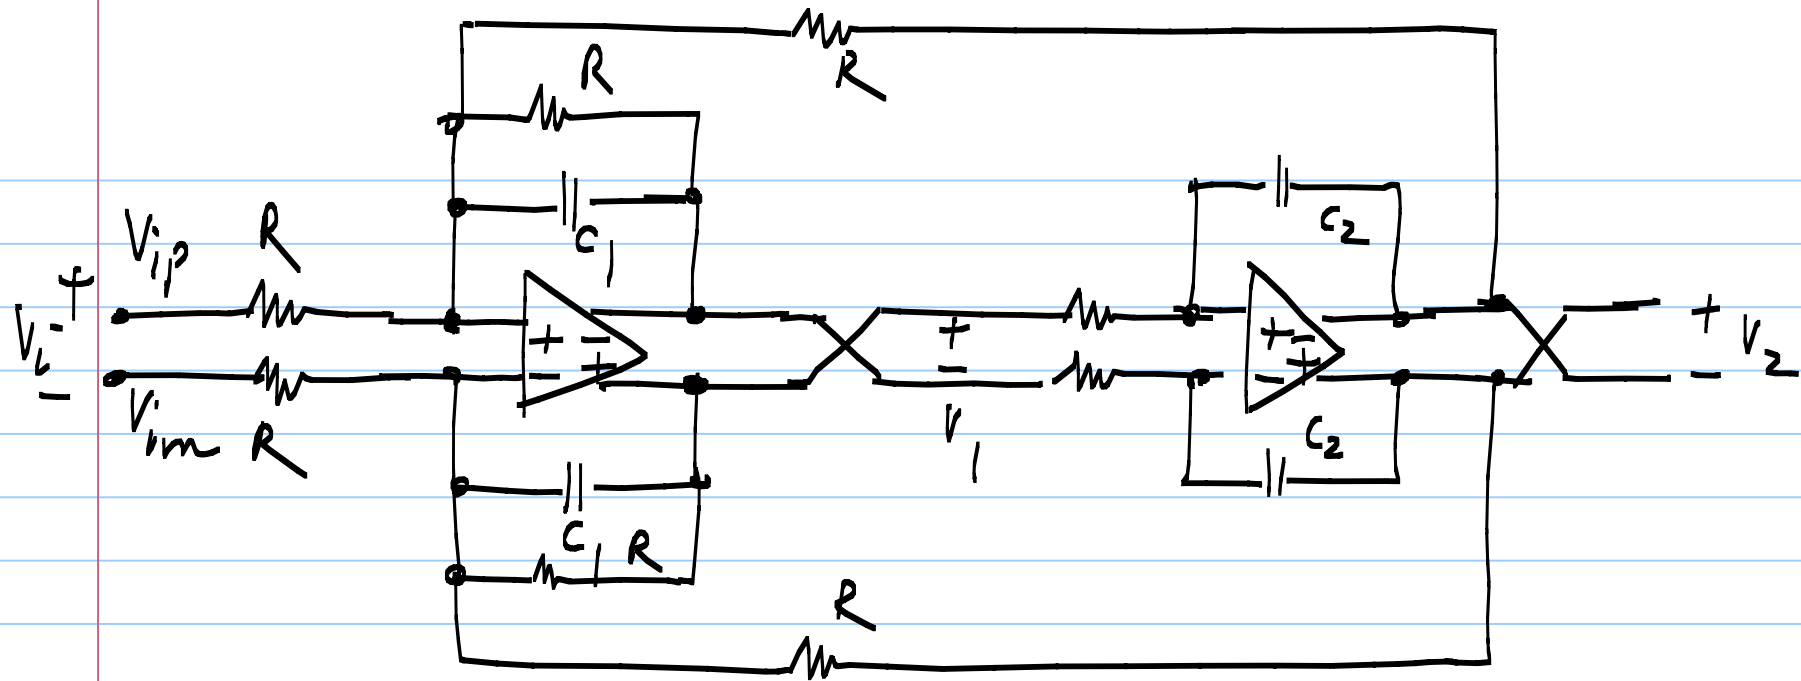 R
R
C1
C2
Vip
R
+
Vi
-
Vim
R
+ -
- +
+
-
V1
+ -
- +
+
V2
-
C2
C1
R
R